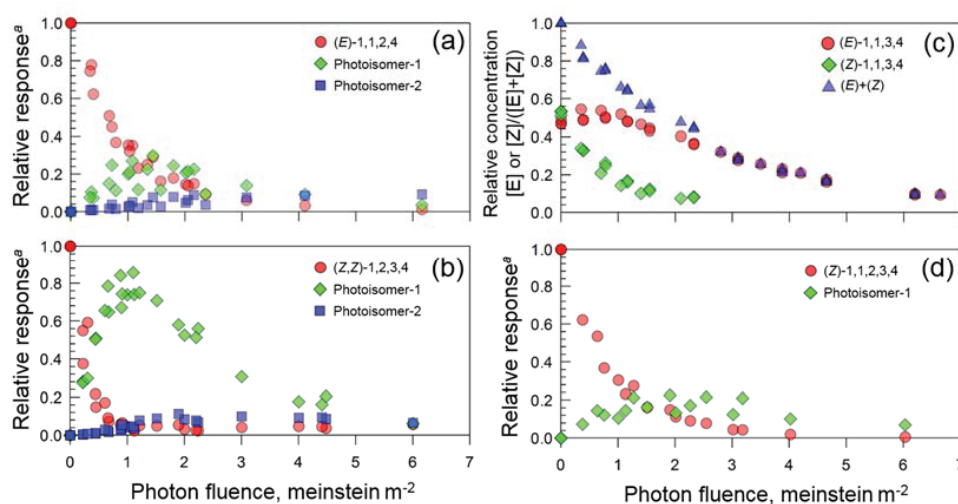 (a)
Relative responseᵃ
1.0
0.8
0.6
0.4
0.2
0.0
(E)-1,1,2,4
Photoisomer-1
Photoisomer-2
(c)
Relative concentration
[E] or [Z]/([E]+[Z])
1.0
0.8
0.6
0.4
0.2
0.0
(E)-1,1,3,4
(Z)-1,1,3,4
(E)+(Z)
(b)
Relative responseᵃ
1.0
0.8
0.6
0.4
0.2
0.0
(Z,Z)-1,2,3,4
Photoisomer-1
Photoisomer-2
0 1 2 3 4 5 6 7
Photon fluence, meinstein m⁻²
(d)
Relative responseᵃ
1.0
0.8
0.6
0.4
0.2
0.0
(Z)-1,1,2,3,4
Photoisomer-1
0 1 2 3 4 5 6 7
Photon fluence, meinstein m⁻²